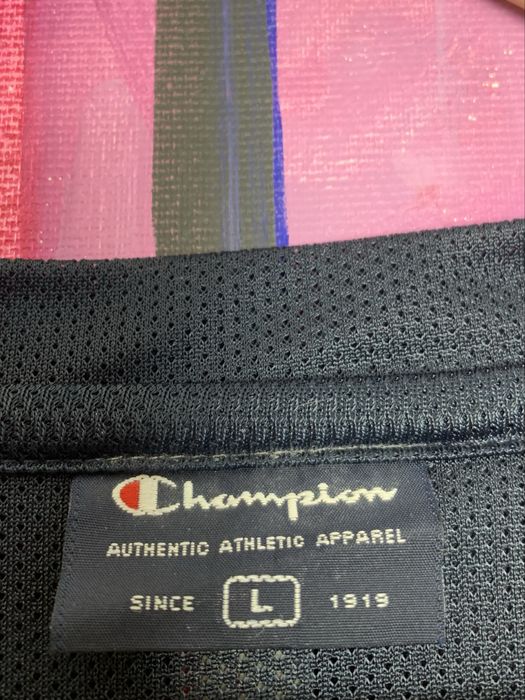 Champion
AUTHENTIC ATHLETIC APPAREL
SINCE L 1919